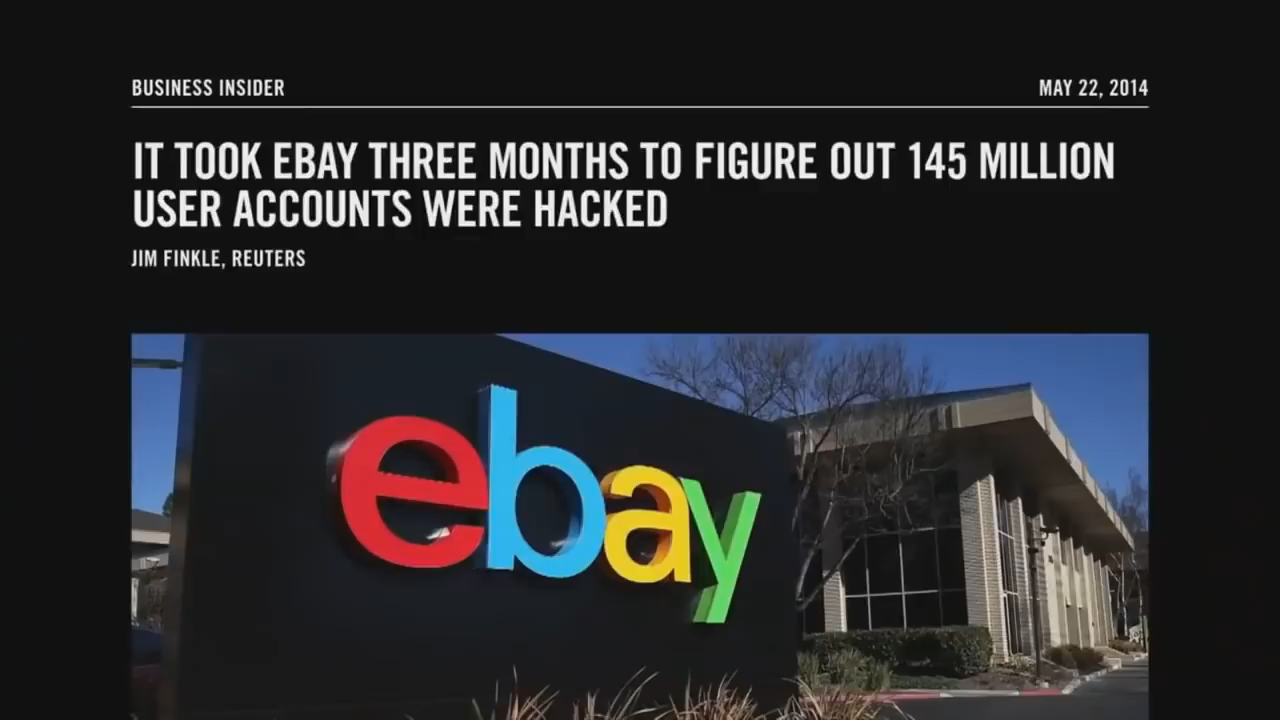 BUSINESS INSIDER
MAY 22, 2014
IT TOOK EBAY THREE MONTHS TO FIGURE OUT 145 MILLION
USER ACCOUNTS WERE HACKED
JIM FINKLE, REUTERS
ebay